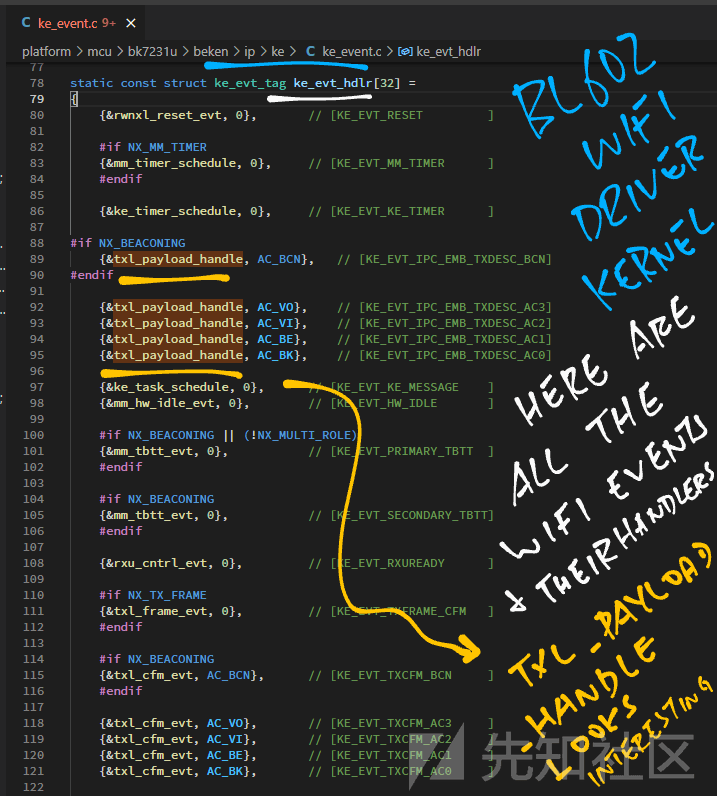 ke_event.c 9+ ×
platform > mcu > bk7231u > beken > ip > ke > C ke_event.c > ke_evt_hdlr
77
78 static const struct ke_evt_tag ke_evt_hdlr[32] =
79 {
80 {&rwnxl_reset_evt, 0}, // [KE_EVT_RESET ]
81
82 #if NX_MM_TIMER
83 {&mm_timer_schedule, 0}, // [KE_EVT_MM_TIMER ]
84 #endif
85
86 {&ke_timer_schedule, 0}, // [KE_EVT_KE_TIMER ]
87
88 #if NX_BEACONING
89 {&txl_payload_handle, AC_BCN}, // [KE_EVT_IPC_EMB_TXDESC_BCN]
90 #endif
91
92 {&txl_payload_handle, AC_VO}, // [KE_EVT_IPC_EMB_TXDESC_AC3]
93 {&txl_payload_handle, AC_VI}, // [KE_EVT_IPC_EMB_TXDESC_AC2]
94 {&txl_payload_handle, AC_BE}, // [KE_EVT_IPC_EMB_TXDESC_AC1]
95 {&txl_payload_handle, AC_BK}, // [KE_EVT_IPC_EMB_TXDESC_AC0]
96
97 {&ke_task_schedule, 0}, // [KE_EVT_KE_MESSAGE ]
98 {&mm_hw_idle_evt, 0}, // [KE_EVT_HW_IDLE ]
99
100 #if NX_BEACONING || (!NX_MULTI_ROLE)
101 {&mm_tbtt_evt, 0}, // [KE_EVT_PRIMARY_TBTT ]
102 #endif
103
104 #if NX_BEACONING
105 {&mm_tbtt_evt, 0}, // [KE_EVT_SECONDARY_TBTT]
106 #endif
107
108 {&rxu_cntrl_evt, 0}, // [KE_EVT_RXUREADY ]
109
110 #if NX_TX_FRAME
111 {&txl_frame_evt, 0}, // [KE_EVT_TXFRAME_CFM ]
112 #endif
113
114 #if NX_BEACONING
115 {&txl_cfm_evt, AC_BCN}, // [KE_EVT_TXCFM_BCN ]
116 #endif
117
118 {&txl_cfm_evt, AC_VO}, // [KE_EVT_TXCFM_AC3 ]
119 {&txl_cfm_evt, AC_VI}, // [KE_EVT_TXCFM_AC2 ]
120 {&txl_cfm_evt, AC_BE}, // [KE_EVT_TXCFM_AC1 ]
121 {&txl_cfm_evt, AC_BK}, // [KE_EVT_TXCFM_AC0 ]
122
BL602
WIFI
DRIVER
KERNEL
HERE ARE
ALL THE
WIFI EVENTS
& THEIR HANDLERS
TXL_PAYLOAD
_HANDLE
LOOKS
INTERESTING
先知社区